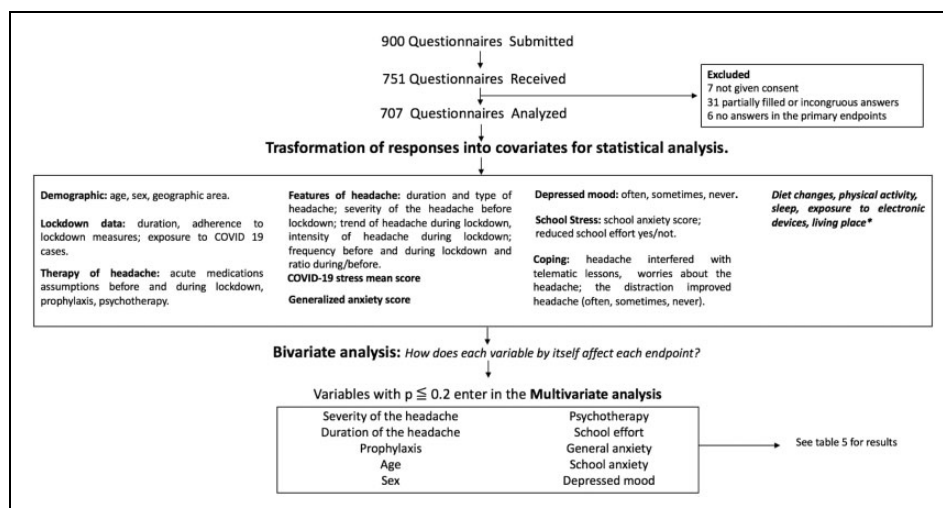 900 Questionnaires Submitted
751 Questionnaires Received
Excluded
7 not given consent
31 partially filled or incongruous answers
6 no answers in the primary endpoints
707 Questionnaires Analyzed
Trasformation of responses into covariates for statistical analysis.
Demographic: age, sex, geographic area.
Lockdown data: duration, adherence to
lockdown measures; exposure to COVID 19
cases.
Therapy of headache: acute medications
assumptions before and during lockdown,
prophylaxis, psychotherapy.
Features of headache: duration and type of
headache; severity of the headache before
lockdown; trend of headache during lockdown,
intensity of headache during lockdown;
frequency before and during lockdown and
ratio during/before.
COVID-19 stress mean score
Generalized anxiety score
Depressed mood: often, sometimes, never.
School Stress: school anxiety score;
reduced school effort yes/not.
Coping: headache interfered with
telematic lessons, worries about the
headache; the distraction improved
headache (often, sometimes, never).
Diet changes, physical activity,
sleep, exposure to electronic
devices, living place*
Bivariate analysis: How does each variable by itself affect each endpoint?
Variables with p ≦ 0.2 enter in the Multivariate analysis
Severity of the headache
Duration of the headache
Prophylaxis
Age
Sex
Psychotherapy
School effort
General anxiety
School anxiety
Depressed mood
See table 5 for results